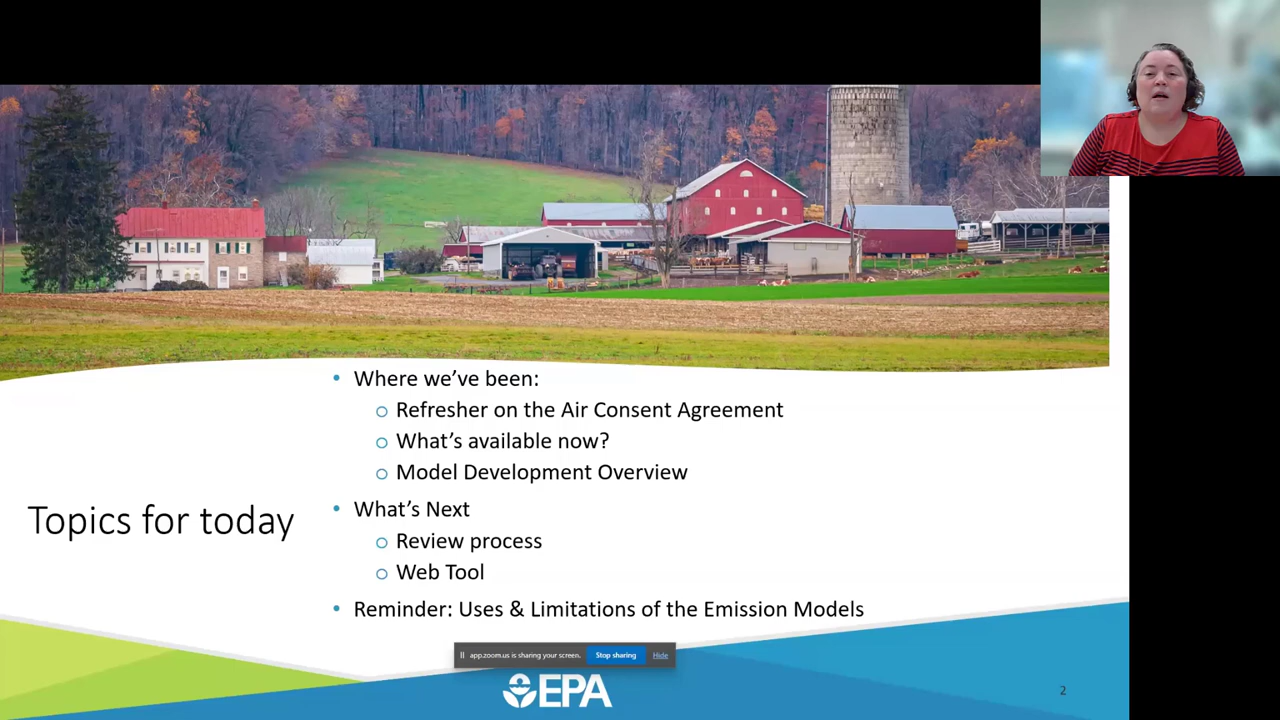 Where we’ve been:
Refresher on the Air Consent Agreement
What’s available now?
Model Development Overview
Topics for today
What’s Next
Review process
Web Tool
Reminder: Uses & Limitations of the Emission Models
app.zoom.us is sharing your screen. Stop sharing Hide
EPA
2